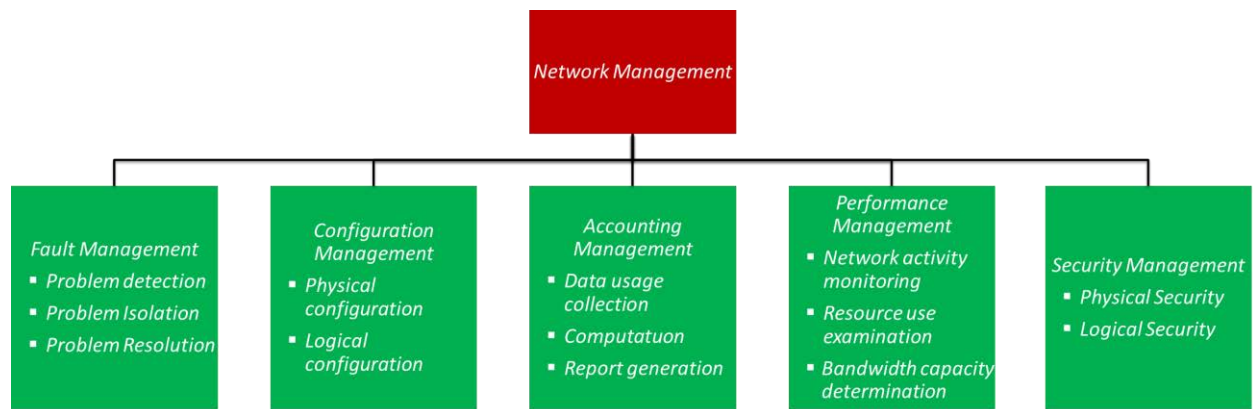 Network Management
Fault Management
▪ Problem detection
▪ Problem Isolation
▪ Problem Resolution
Configuration
Management
▪ Physical
configuration
▪ Logical
configuration
Accounting
Management
▪ Data usage
collection
▪ Computatuon
▪ Report generation
Performance
Management
▪ Network activity
monitoring
▪ Resource use
examination
▪ Bandwidth capacity
determination
Security Management
▪ Physical Security
▪ Logical Security